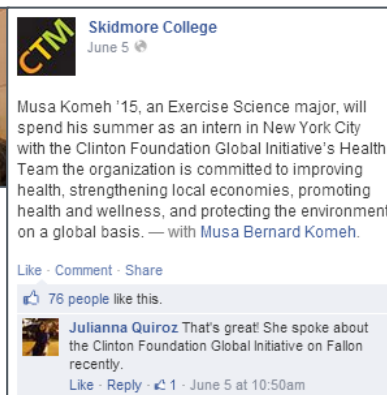 CTM
Skidmore College
June 5
Musa Komeh '15, an Exercise Science major, will
spend his summer as an intern in New York City
with the Clinton Foundation Global Initiative's Health
Team the organization is committed to improving
health, strengthening local economies, promoting
health and wellness, and protecting the environment
on a global basis. — with Musa Bernard Komeh.
Like · Comment · Share
76 people like this.
Julianna Quiroz That's great! She spoke about
the Clinton Foundation Global Initiative on Fallon
recently.
Like · Reply · 1 · June 5 at 10:50am